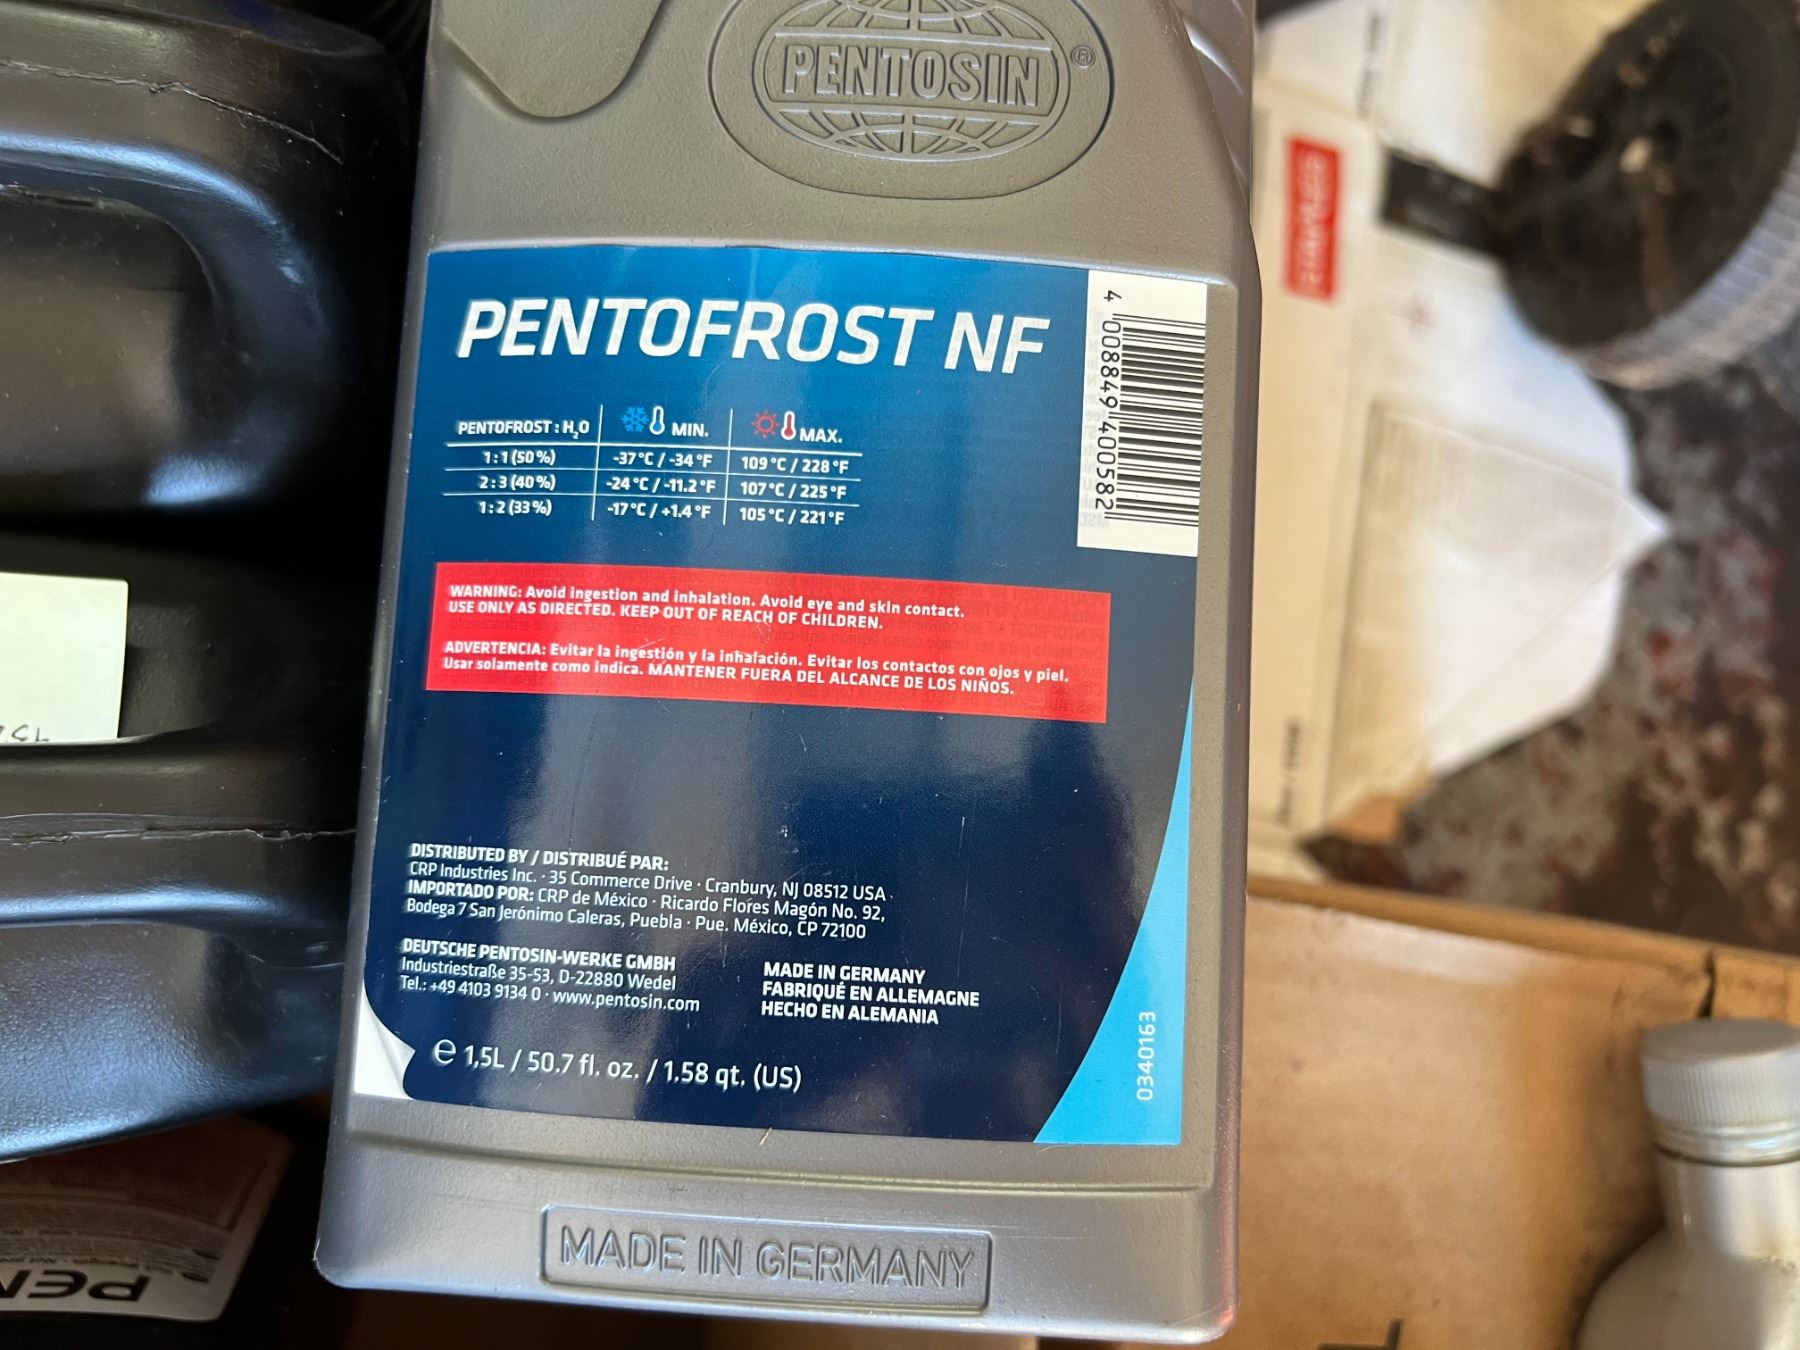 PENTOSIN ®
PENTOFROST NF
PENTOFROST : H₂O MIN. MAX.
1 : 1 (50 %) -37 °C / -34 °F 109 °C / 228 °F
2 : 3 (40 %) -24 °C / -11.2 °F 107 °C / 225 °F
1 : 2 (33 %) -17 °C / +1.4 °F 105 °C / 221 °F
4 008849 400582
WARNING: Avoid ingestion and inhalation. Avoid eye and skin contact.
USE ONLY AS DIRECTED. KEEP OUT OF REACH OF CHILDREN.
ADVERTENCIA: Evitar la ingestión y la inhalación. Evitar los contactos con ojos y piel.
Usar solamente como indica. MANTENER FUERA DEL ALCANCE DE LOS NIÑOS.
DISTRIBUTED BY / DISTRIBUÉ PAR:
CRP Industries Inc. · 35 Commerce Drive · Cranbury, NJ 08512 USA
IMPORTADO POR: CRP de México · Ricardo Flores Magón No. 92,
Bodega 7 San Jerónimo Caleras, Puebla · Pue. México, CP 72100
DEUTSCHE PENTOSIN-WERKE GMBH
Industriestraße 35-53, D-22880 Wedel
Tel.: +49 4103 9134 0 · www.pentosin.com
MADE IN GERMANY
FABRIQUÉ EN ALLEMAGNE
HECHO EN ALEMANIA
e 1,5L / 50.7 fl. oz. / 1.58 qt. (US)
0340163
MADE IN GERMANY
PEN